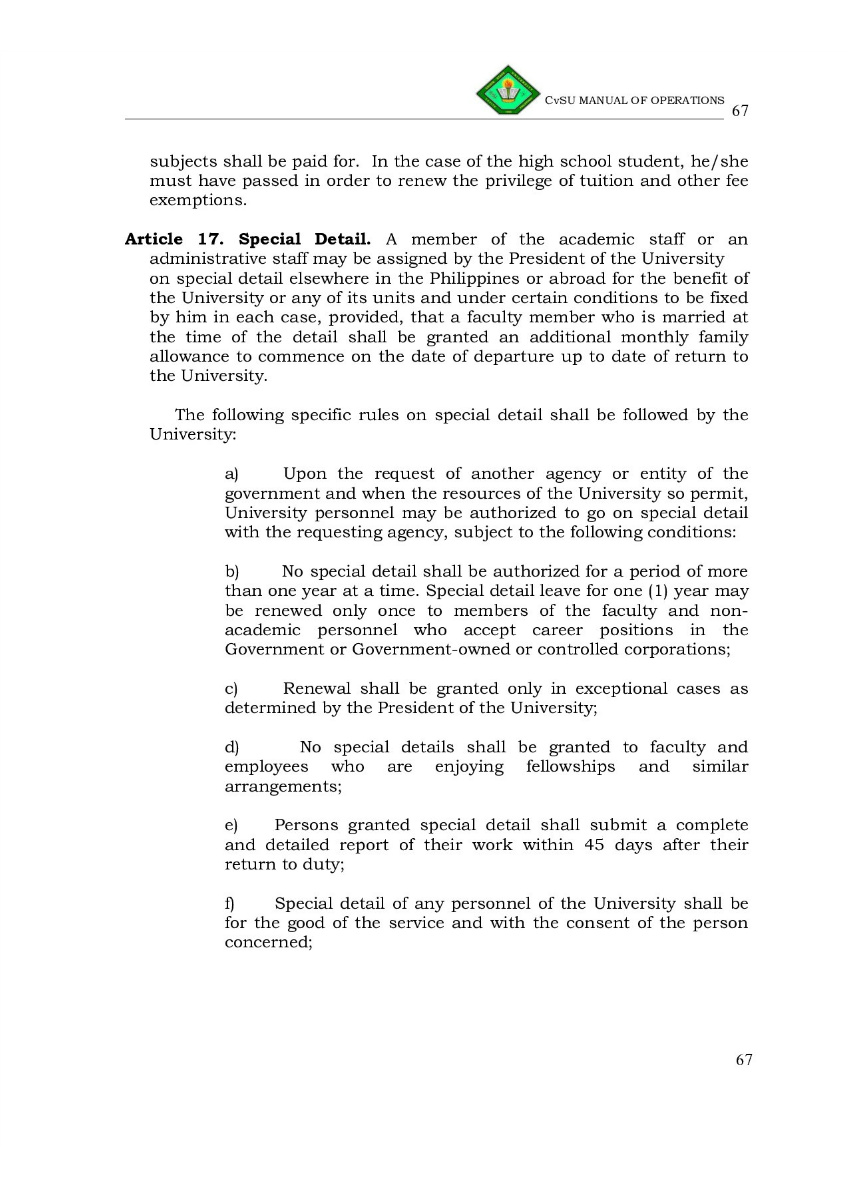 CvSU MANUAL OF OPERATIONS
67
subjects shall be paid for. In the case of the high school student, he/she
must have passed in order to renew the privilege of tuition and other fee
exemptions.
Article 17. Special Detail. A member of the academic staff or an
administrative staff may be assigned by the President of the University
on special detail elsewhere in the Philippines or abroad for the benefit of
the University or any of its units and under certain conditions to be fixed
by him in each case, provided, that a faculty member who is married at
the time of the detail shall be granted an additional monthly family
allowance to commence on the date of departure up to date of return to
the University.
The following specific rules on special detail shall be followed by the
University:
a) Upon the request of another agency or entity of the
government and when the resources of the University so permit,
University personnel may be authorized to go on special detail
with the requesting agency, subject to the following conditions:
b) No special detail shall be authorized for a period of more
than one year at a time. Special detail leave for one (1) year may
be renewed only once to members of the faculty and non-
academic personnel who accept career positions in the
Government or Government-owned or controlled corporations;
c) Renewal shall be granted only in exceptional cases as
determined by the President of the University;
d) No special details shall be granted to faculty and
employees who are enjoying fellowships and similar
arrangements;
e) Persons granted special detail shall submit a complete
and detailed report of their work within 45 days after their
return to duty;
f) Special detail of any personnel of the University shall be
for the good of the service and with the consent of the person
concerned;
67